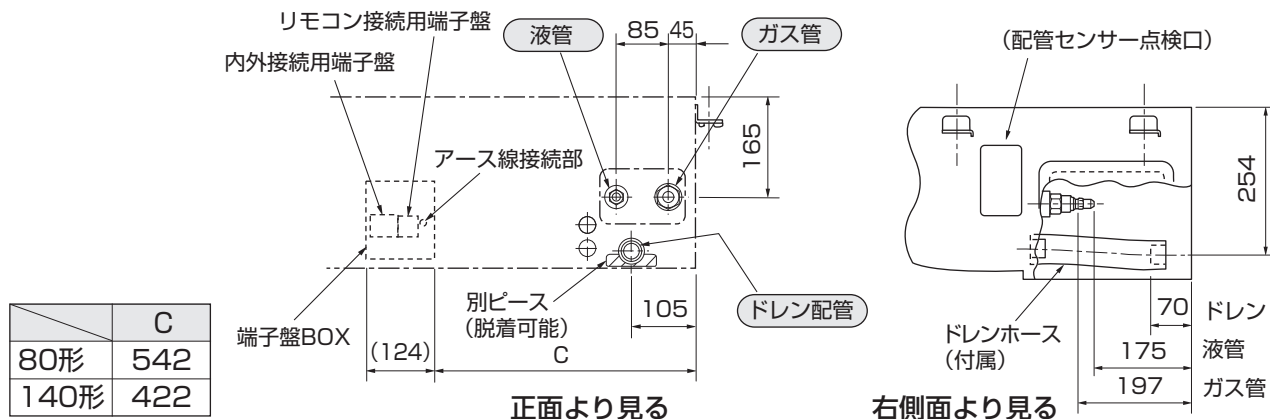 リモコン接続用端子盤
内外接続用端子盤
液管
85
45
ガス管
アース線接続部
165
端子盤BOX
(124)
別ピース
(脱着可能)
105
ドレン配管
C
正面より見る
C
80形 542
140形 422
(配管センサー点検口)
254
ドレンホース
(付属)
70 ドレン
175 液管
197 ガス管
右側面より見る